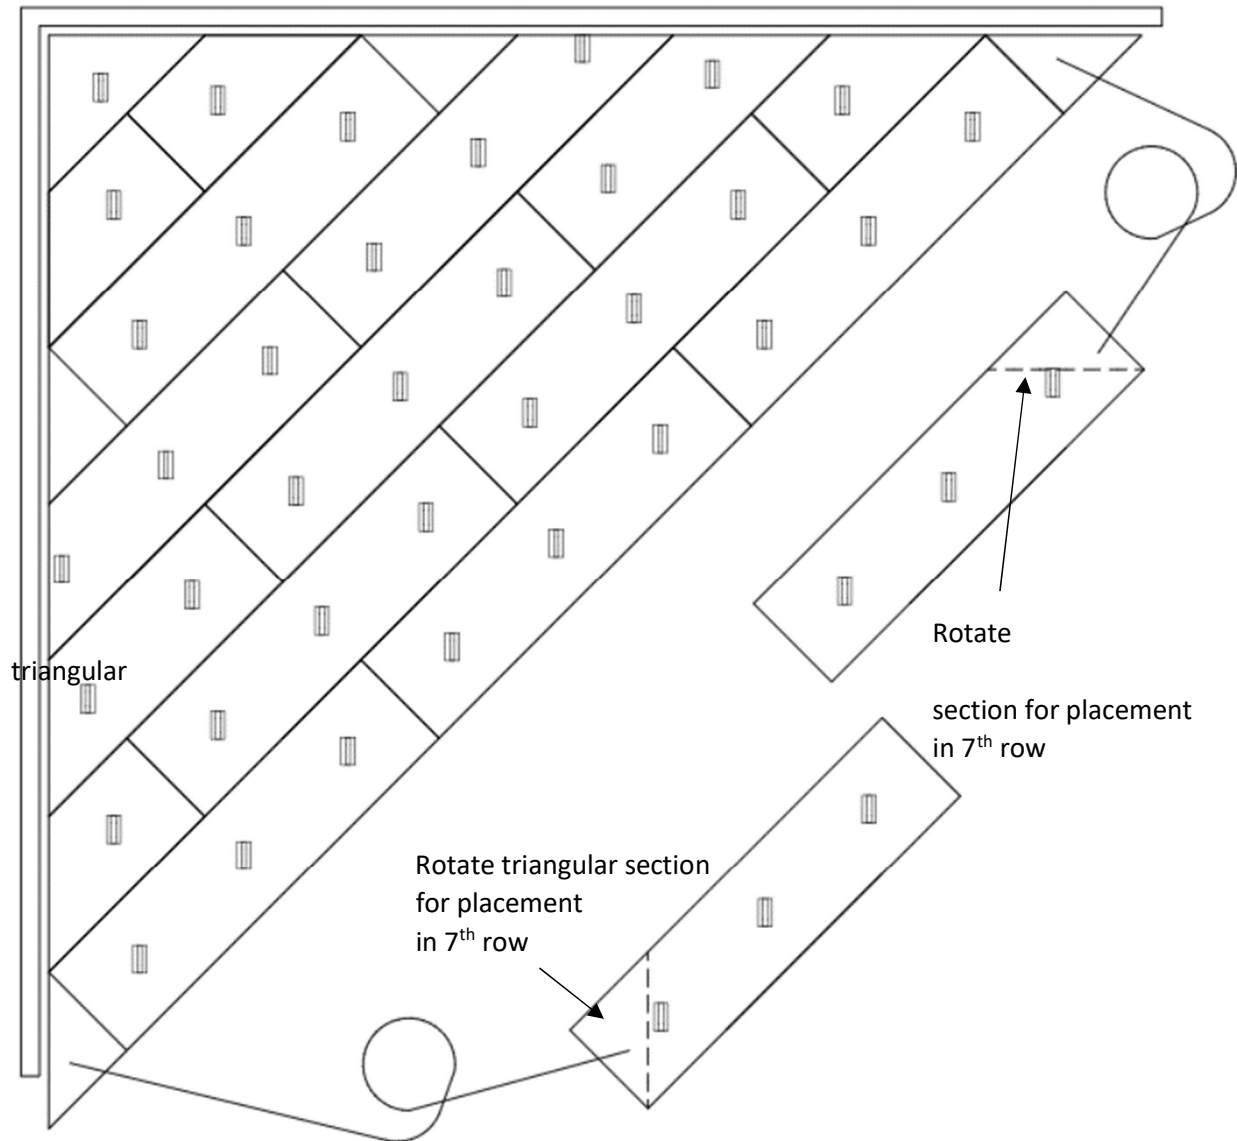 Rotate
triangular
section for placement
in 7th row
Rotate triangular section
for placement
in 7th row